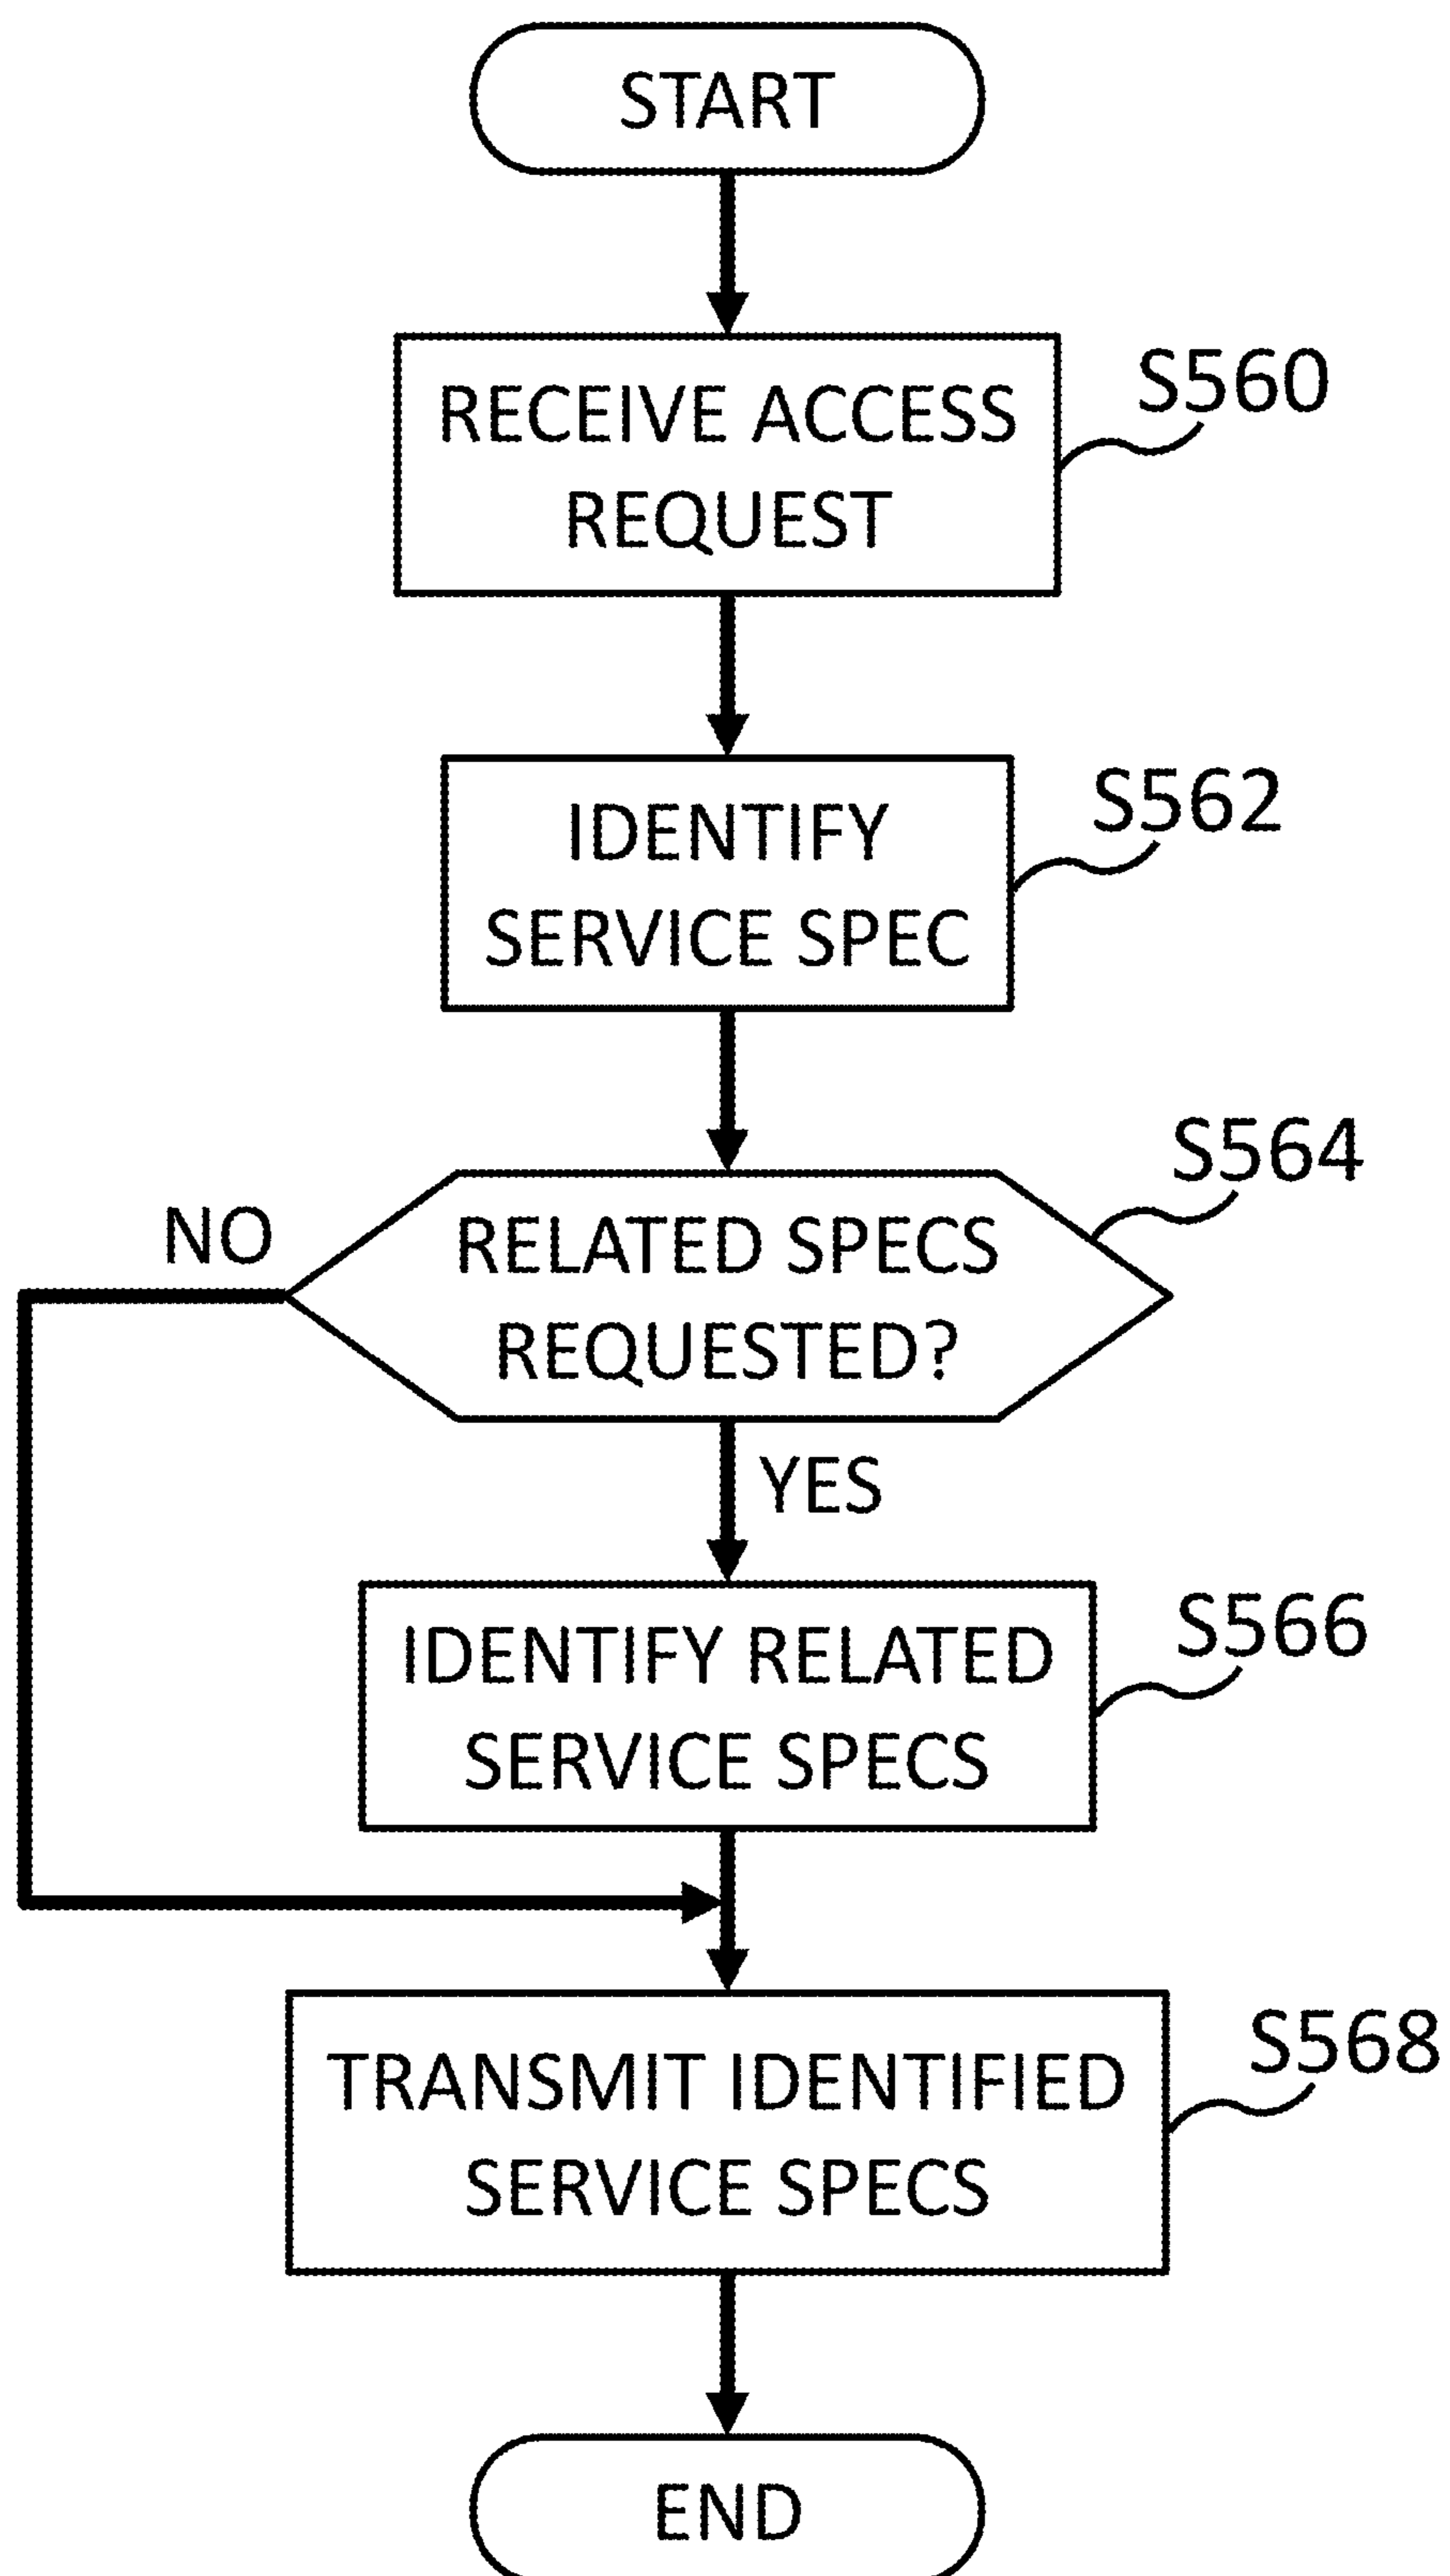 START
RECEIVE ACCESS
REQUEST
S560
IDENTIFY
SERVICE SPEC
S562
RELATED SPECS
REQUESTED?
S564
NO
YES
IDENTIFY RELATED
SERVICE SPECS
S566
TRANSMIT IDENTIFIED
SERVICE SPECS
S568
END